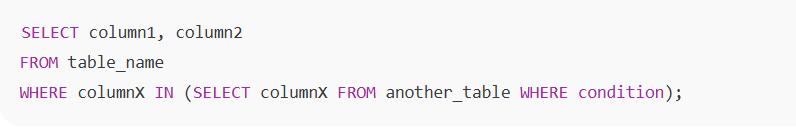 SELECT column1, column2
FROM table_name
WHERE columnX IN (SELECT columnX FROM another_table WHERE condition);